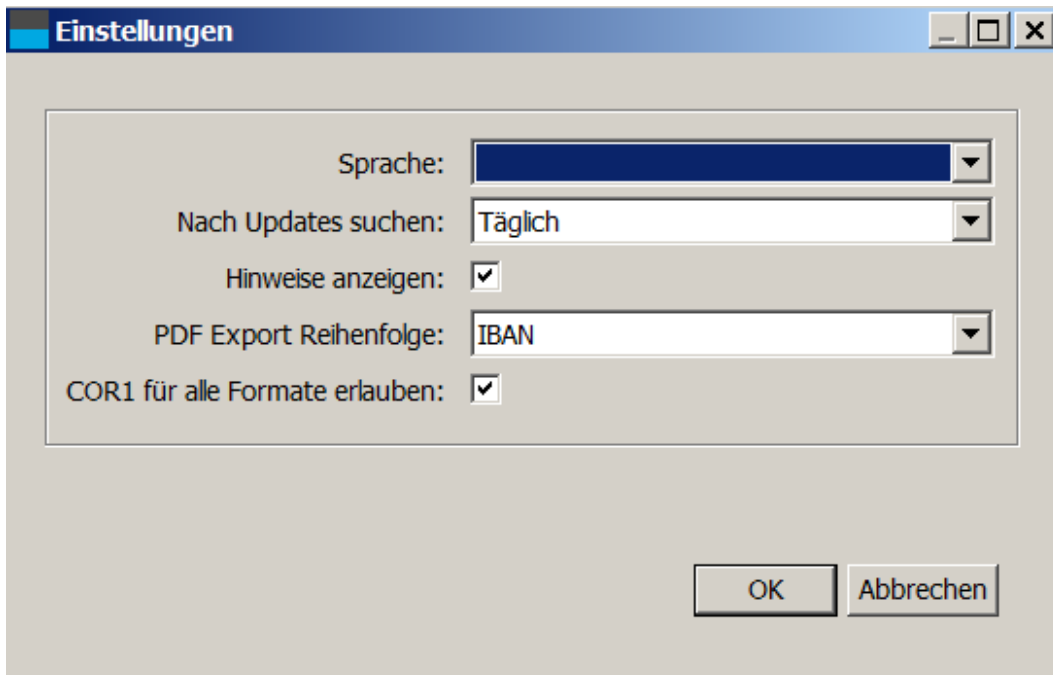 Einstellungen
Sprache:
Nach Updates suchen: Täglich
Hinweise anzeigen:
PDF Export Reihenfolge: IBAN
COR1 für alle Formate erlauben:
OK Abbrechen